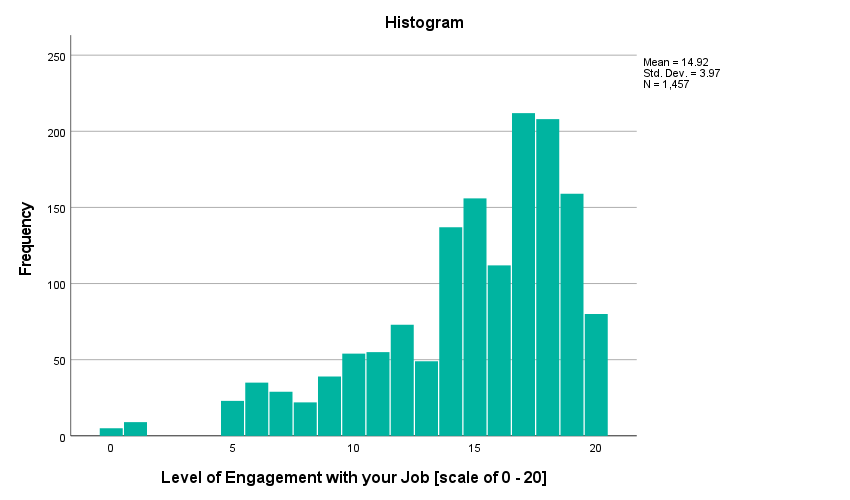 Histogram
Mean = 14.92
Std. Dev. = 3.97
N = 1,457
Frequency
250
200
150
100
50
0
0 5 10 15 20
Level of Engagement with your Job [scale of 0 - 20]